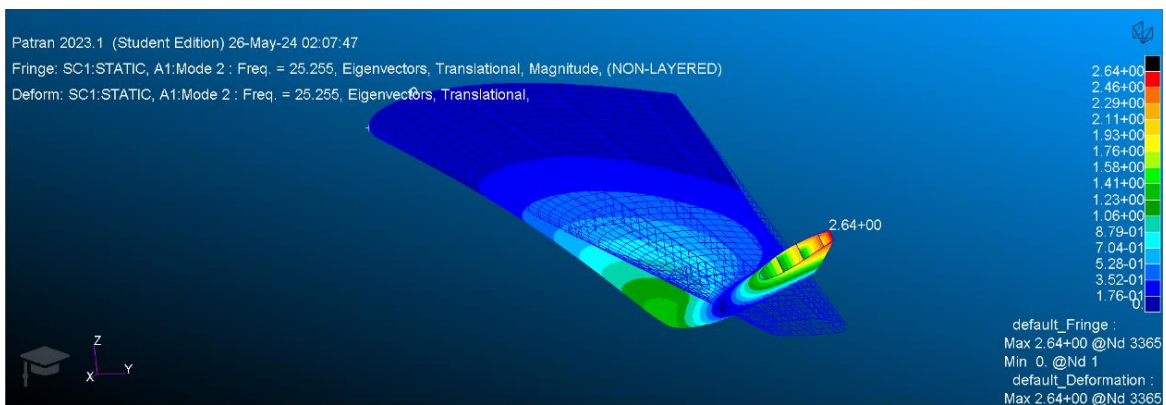 Patran 2023.1 (Student Edition) 26-May-24 02:07:47
Fringe: SC1:STATIC, A1:Mode 2 : Freq. = 25.255, Eigenvectors, Translational, Magnitude, (NON-LAYERED)
Deform: SC1:STATIC, A1:Mode 2 : Freq. = 25.255, Eigenvectors, Translational,
2.64+00
2.46+00
2.29+00
2.11+00
1.93+00
1.76+00
1.58+00
1.41+00
1.23+00
1.06+00
8.79-01
7.04-01
5.28-01
3.52-01
1.76-01
0.
2.64+00
default_Fringe :
Max 2.64+00 @Nd 3365
Min 0. @Nd 1
default_Deformation :
Max 2.64+00 @Nd 3365
Z
X
Y